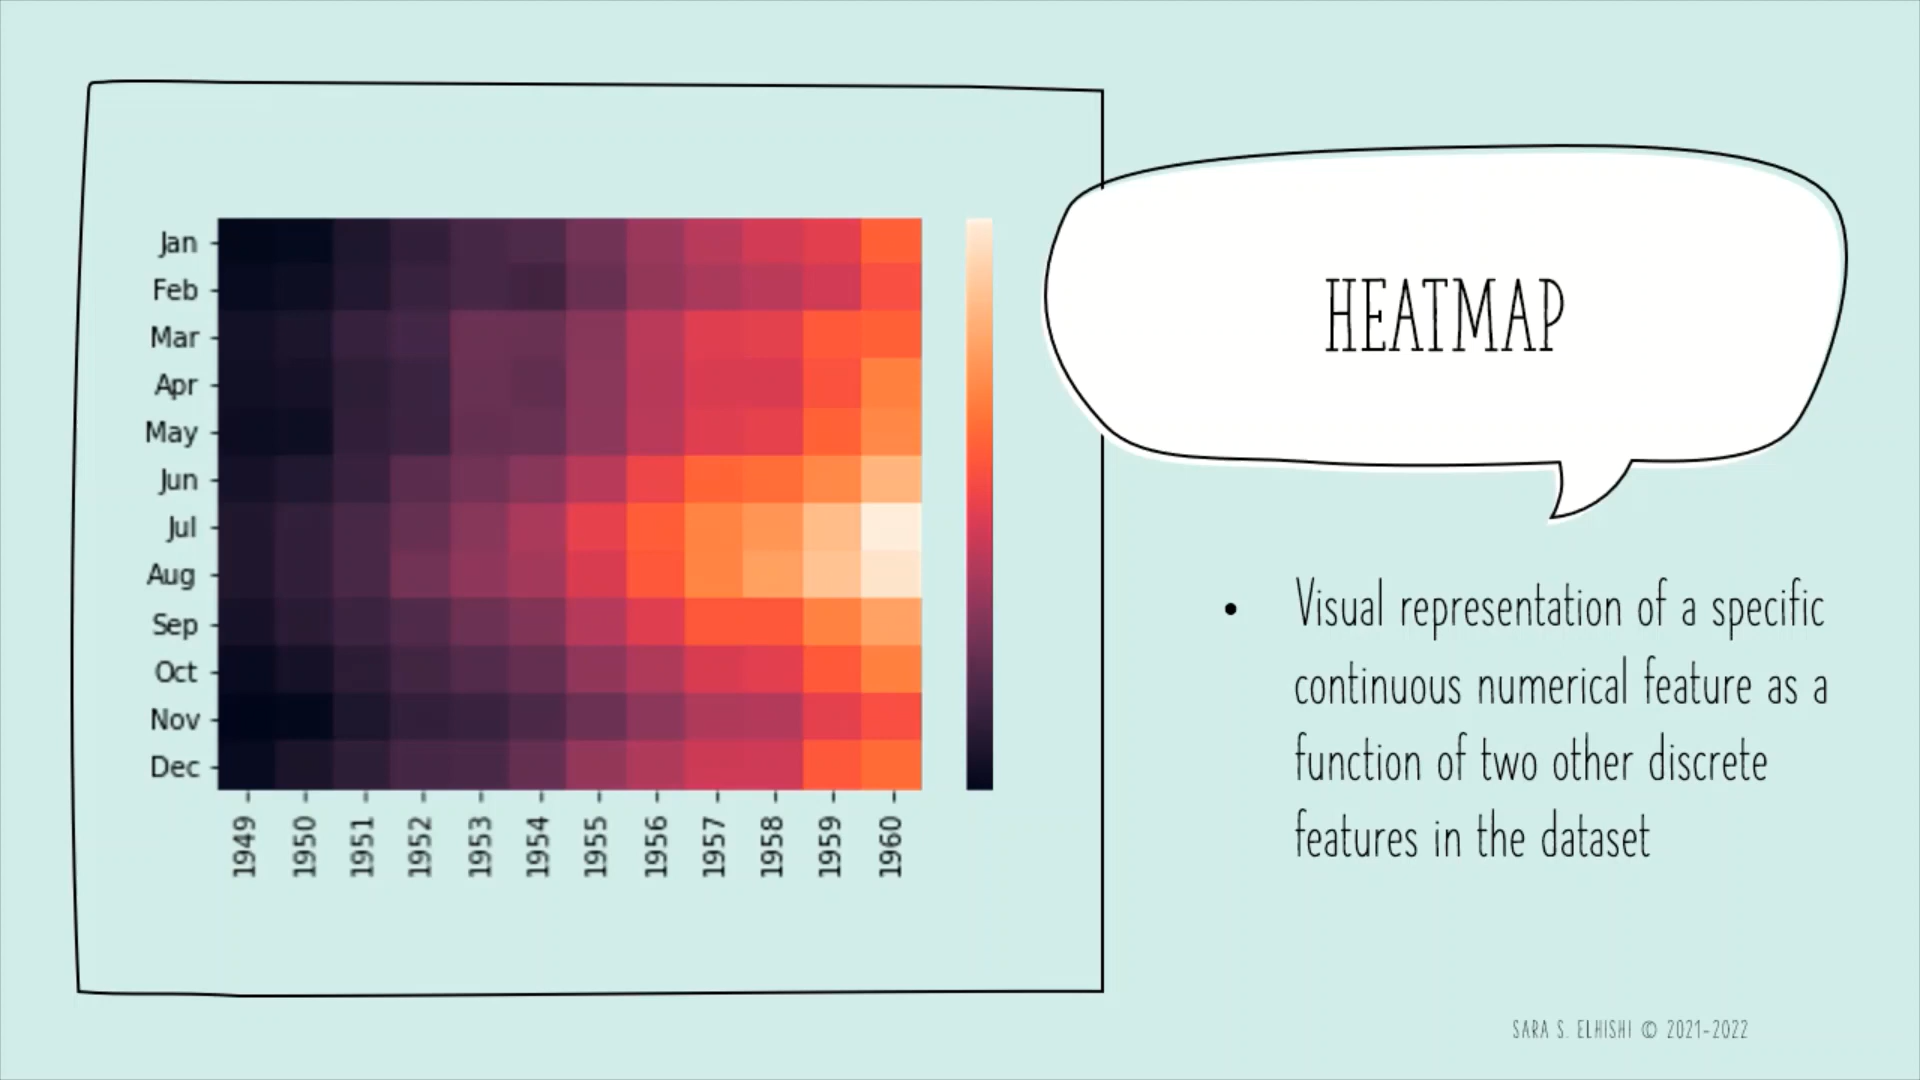 Jan
Feb
Mar
Apr
May
Jun
Jul
Aug
Sep
Oct
Nov
Dec
1949
1950
1951
1952
1953
1954
1955
1956
1957
1958
1959
1960
HEATMAP
• Visual representation of a specific
continuous numerical feature as a
function of two other discrete
features in the dataset
SARA S. ELHISHI © 2021-2022